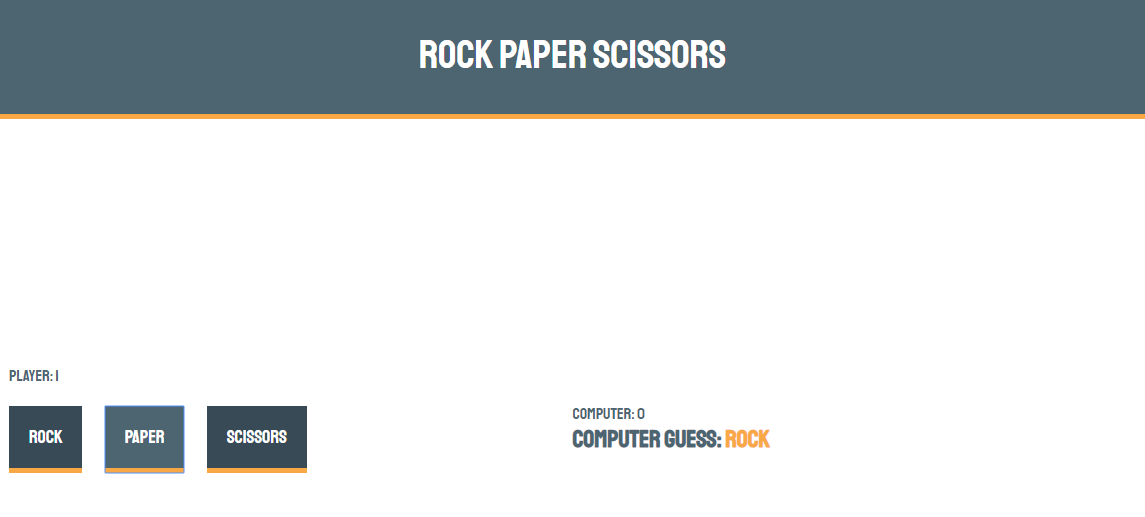 ROCK PAPER SCISSORS
PLAYER: 1
ROCK
PAPER
SCISSORS
COMPUTER: 0
COMPUTER GUESS: ROCK